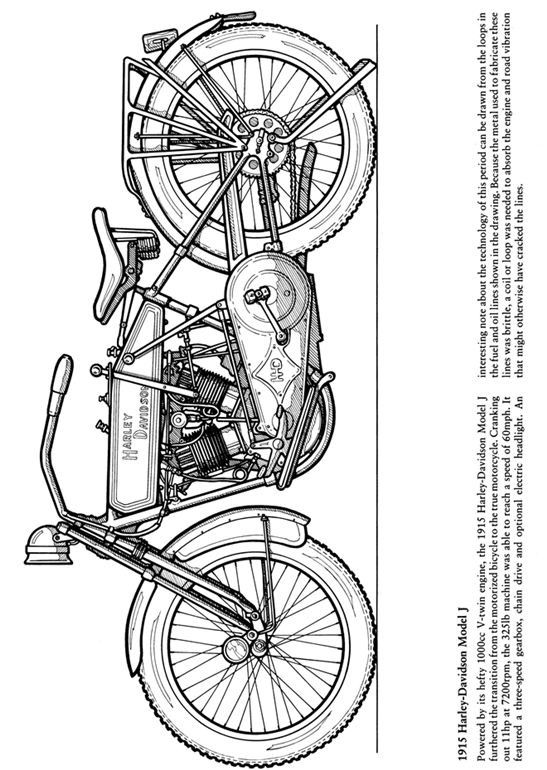 HARLEY
DAVIDSON
H-D
1915 Harley-Davidson Model J
Powered by its hefty 1000cc V-twin engine, the 1915 Harley-Davidson Model J
furthered the transition from the motorized bicycle to the true motorcycle. Cranking
out 11hp at 7200rpm, the 325lb machine was able to reach a speed of 60mph. It
featured a three-speed gearbox, chain drive and optional electric headlight. An
interesting note about the technology of this period can be drawn from the loops in
the fuel and oil lines shown in the drawing. Because the metal used to fabricate these
lines was brittle, a coil or loop was needed to absorb the engine and road vibration
that might otherwise have cracked the lines.